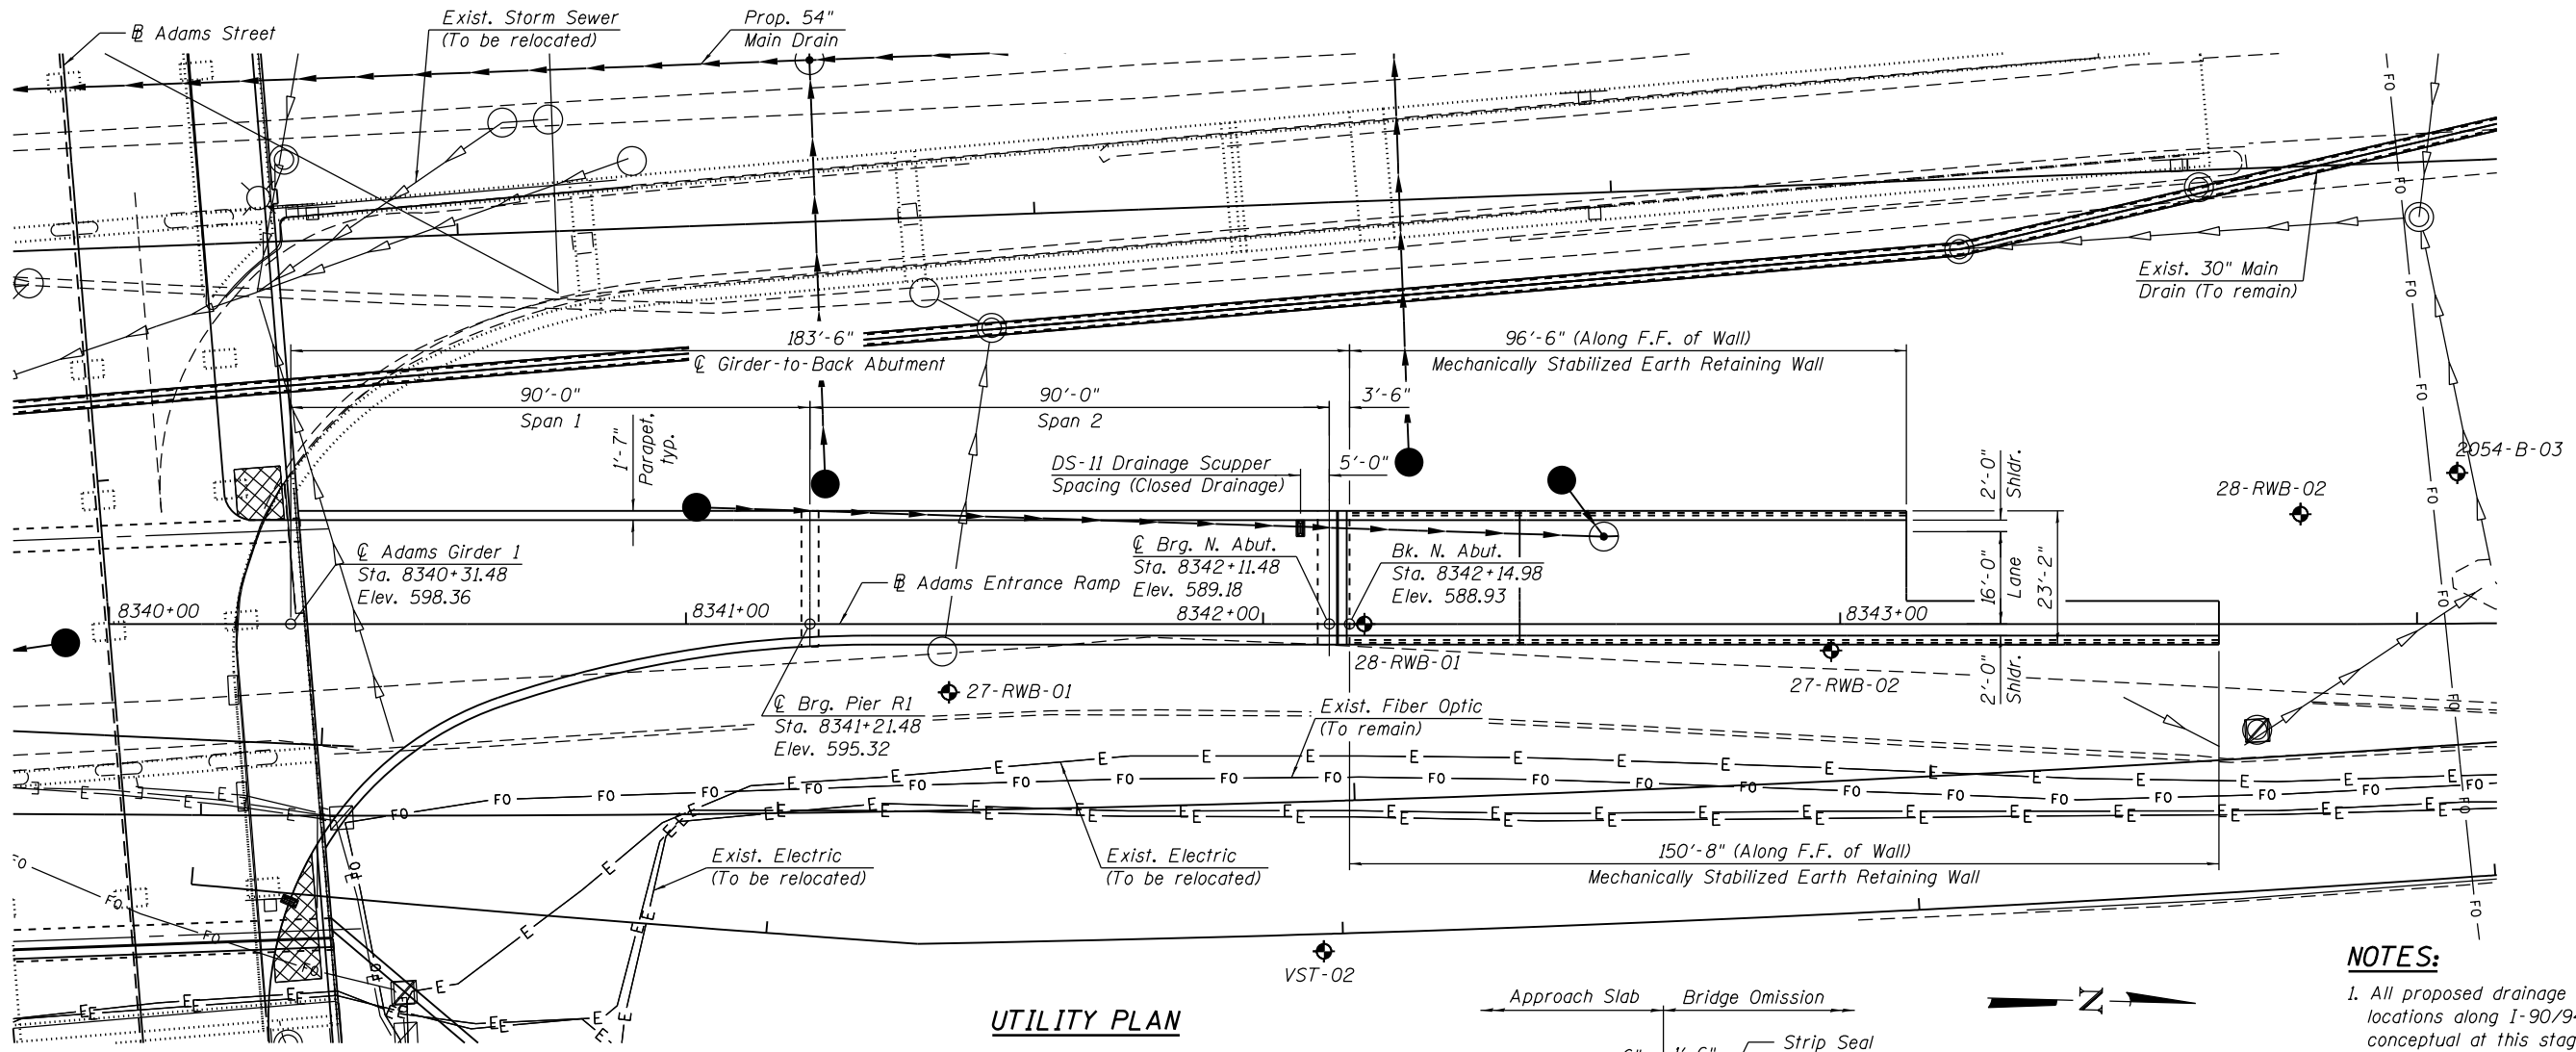 ℄ Adams Street
Exist. Storm Sewer
(To be relocated)
Prop. 54"
Main Drain
FO
FO
FO
FO
FO
FO
FO
FO
FO
Exist. 30" Main
Drain (To remain)
183'-6"
℄ Girder-to-Back Abutment
96'-6" (Along F.F. of Wall)
Mechanically Stabilized Earth Retaining Wall
90'-0"
Span 1
90'-0"
Span 2
3'-6"
1'-7"
Parapet,
typ.
DS-11 Drainage Scupper
Spacing (Closed Drainage)
5'-0"
2'-0"
Shldr.
16'-0"
Lane
23'-2"
2'-0"
Shldr.
2054-B-03
28-RWB-02
℄ Adams Girder 1
Sta. 8340+31.48
Elev. 598.36
℄ Adams Entrance Ramp
℄ Brg. N. Abut.
Sta. 8342+11.48
Elev. 589.18
Bk. N. Abut.
Sta. 8342+14.98
Elev. 588.93
8340+00
8341+00
8342+00
8343+00
28-RWB-01
27-RWB-02
27-RWB-01
℄ Brg. Pier R1
Sta. 8341+21.48
Elev. 595.32
Exist. Fiber Optic
(To remain)
Exist. Electric
(To be relocated)
Exist. Electric
(To be relocated)
150'-8" (Along F.F. of Wall)
Mechanically Stabilized Earth Retaining Wall
VST-02
UTILITY PLAN
Approach Slab
Bridge Omission
Strip Seal
N
NOTES:
1. All proposed drainage
locations along I-90/9
conceptual at this stag